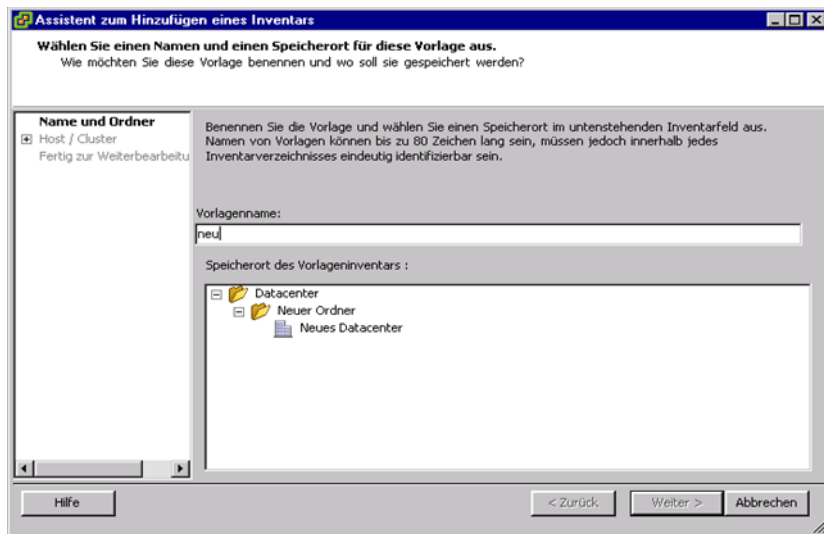 Assistent zum Hinzufügen eines Inventars
Wählen Sie einen Namen und einen Speicherort für diese Vorlage aus.
Wie möchten Sie diese Vorlage benennen und wo soll sie gespeichert werden?
Name und Ordner
Host / Cluster
Fertig zur Weiterbearbeitu
Benennen Sie die Vorlage und wählen Sie einen Speicherort im untenstehenden Inventarfeld aus.
Namen von Vorlagen können bis zu 80 Zeichen lang sein, müssen jedoch innerhalb jedes
Inventarverzeichnisses eindeutig identifizierbar sein.
Vorlagenname:
neu
Speicherort des Vorlageninventars :
Datacenter
Neuer Ordner
Neues Datacenter
Hilfe
< Zurück
Weiter >
Abbrechen